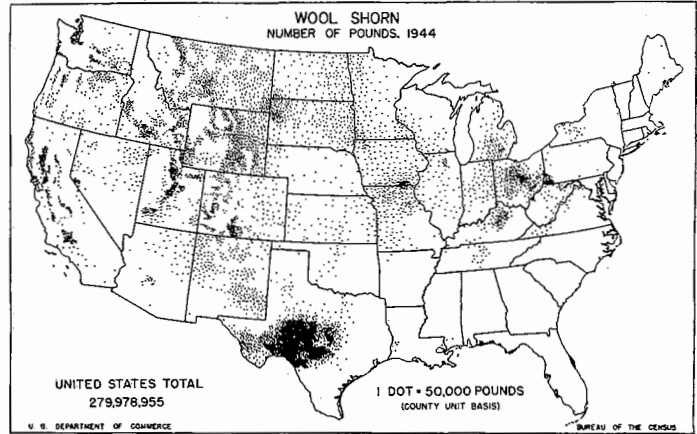 WOOL SHORN
NUMBER OF POUNDS. 1944
UNITED STATES TOTAL
279,978,955
1 DOT = 50,000 POUNDS
(COUNTY UNIT BASIS)
U. S. DEPARTMENT OF COMMERCE
BUREAU OF THE CENSUS